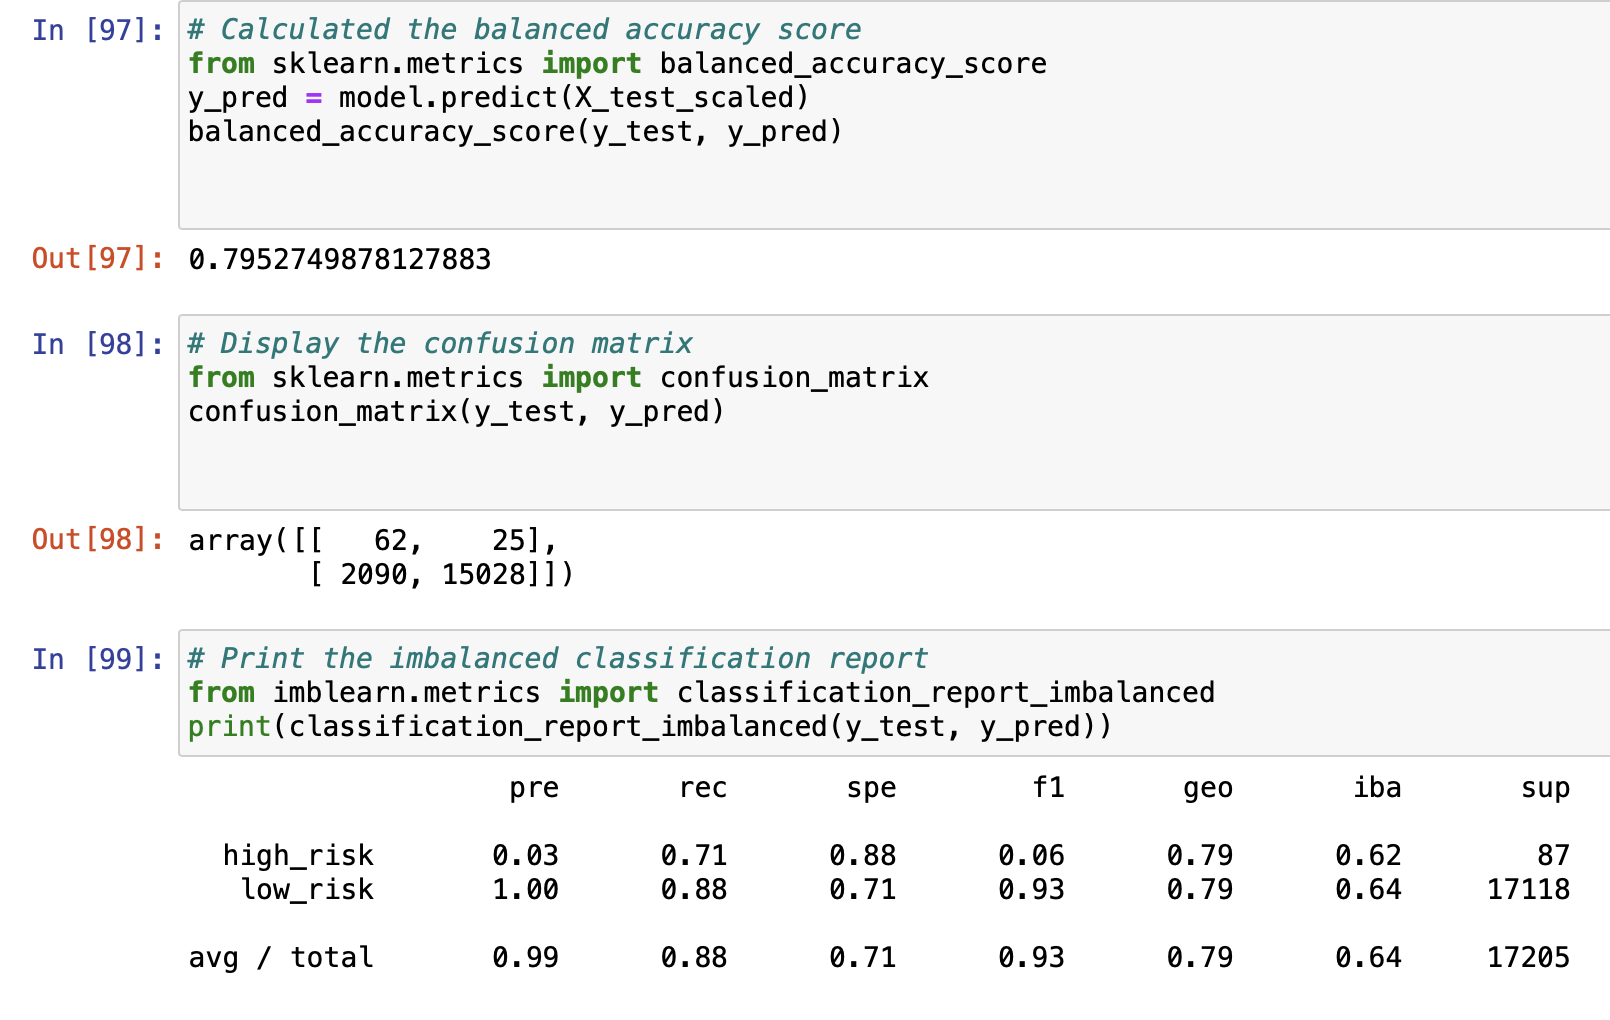 In [97]: # Calculated the balanced accuracy score
from sklearn.metrics import balanced_accuracy_score
y_pred = model.predict(X_test_scaled)
balanced_accuracy_score(y_test, y_pred)
Out[97]: 0.7952749878127883
In [98]: # Display the confusion matrix
from sklearn.metrics import confusion_matrix
confusion_matrix(y_test, y_pred)
Out[98]: array([[   62,    25],
       [ 2090, 15028]])
In [99]: # Print the imbalanced classification report
from imblearn.metrics import classification_report_imbalanced
print(classification_report_imbalanced(y_test, y_pred))
                   pre       rec       spe        f1       geo       iba       sup
  high_risk       0.03      0.71      0.88      0.06      0.79      0.62        87
   low_risk       1.00      0.88      0.71      0.93      0.79      0.64     17118
avg / total       0.99      0.88      0.71      0.93      0.79      0.64     17205